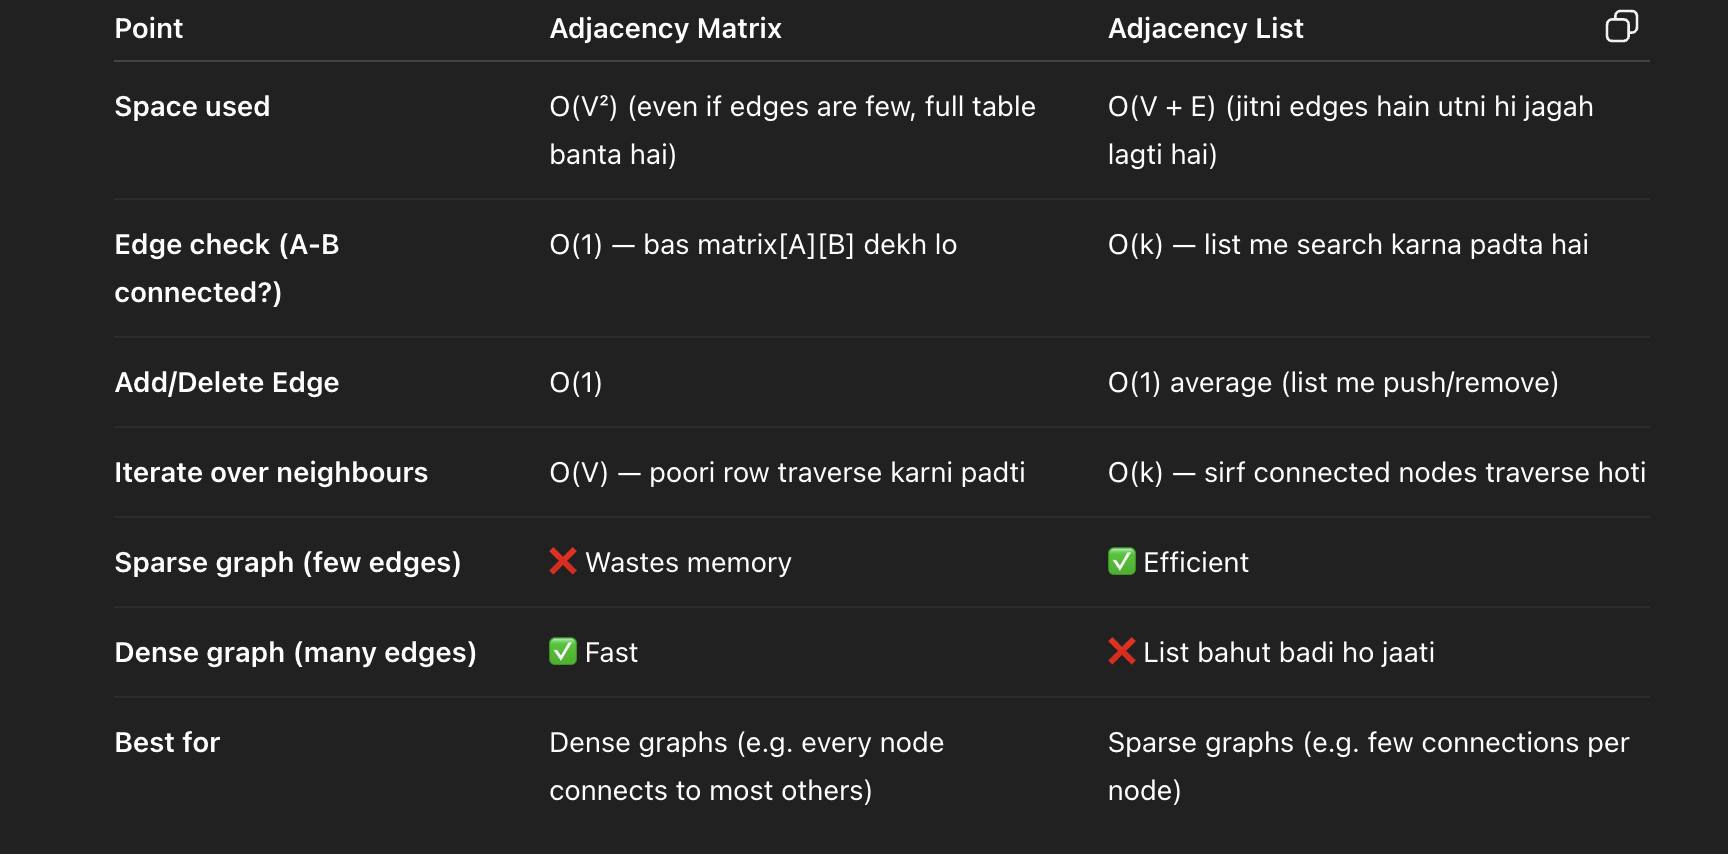 Point Adjacency Matrix Adjacency List
Space used O(V²) (even if edges are few, full table O(V + E) (jitni edges hain utni hi jagah
banta hai) lagti hai)
Edge check (A-B O(1) — bas matrix[A][B] dekh lo O(k) — list me search karna padta hai
connected?)
Add/Delete Edge O(1) O(1) average (list me push/remove)
Iterate over neighbours O(V) — poori row traverse karni padti O(k) — sirf connected nodes traverse hoti
Sparse graph (few edges) ❌ Wastes memory ✅ Efficient
Dense graph (many edges) ✅ Fast ❌ List bahut badi ho jaati
Best for Dense graphs (e.g. every node Sparse graphs (e.g. few connections per
connects to most others) node)